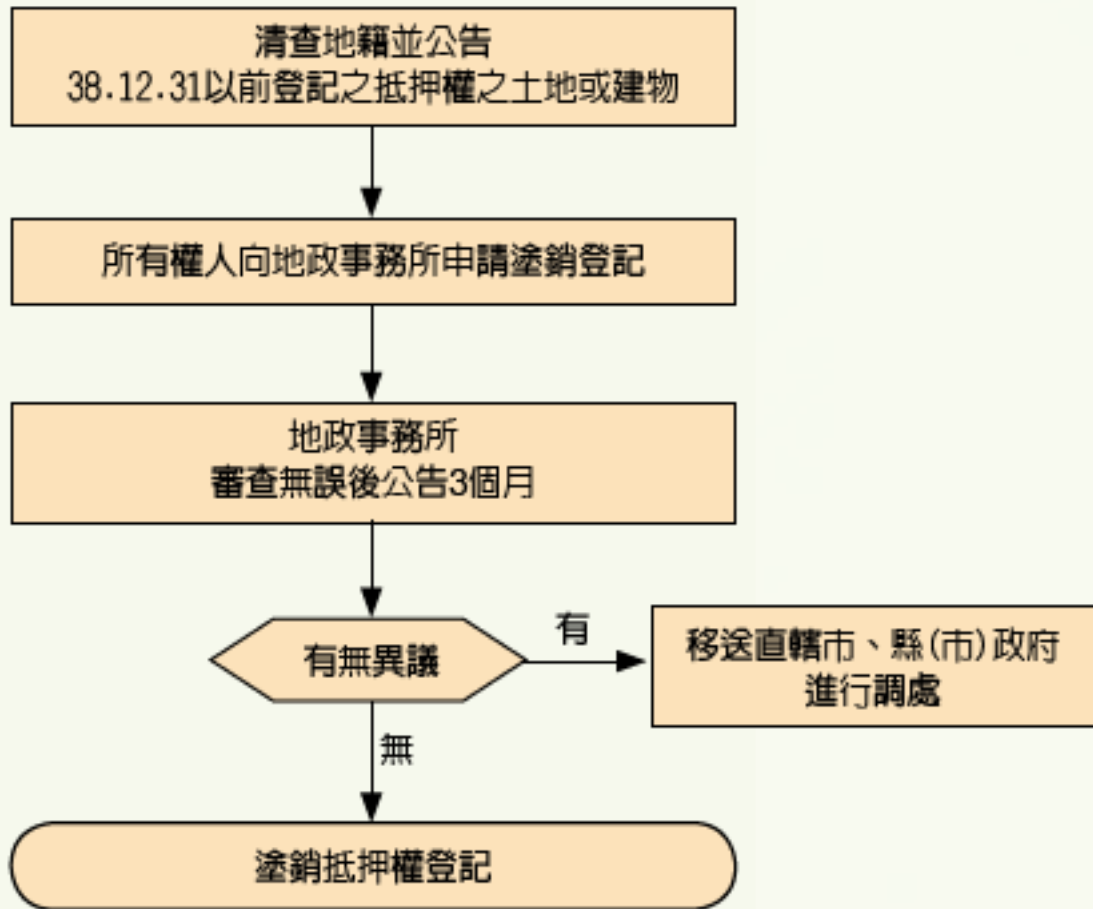 清查地籍並公告
38.12.31以前登記之抵押權之土地或建物
所有權人向地政事務所申請塗銷登記
地政事務所
審查無誤後公告3個月
有無異議
有
移送直轄市、縣(市)政府
進行調處
無
塗銷抵押權登記